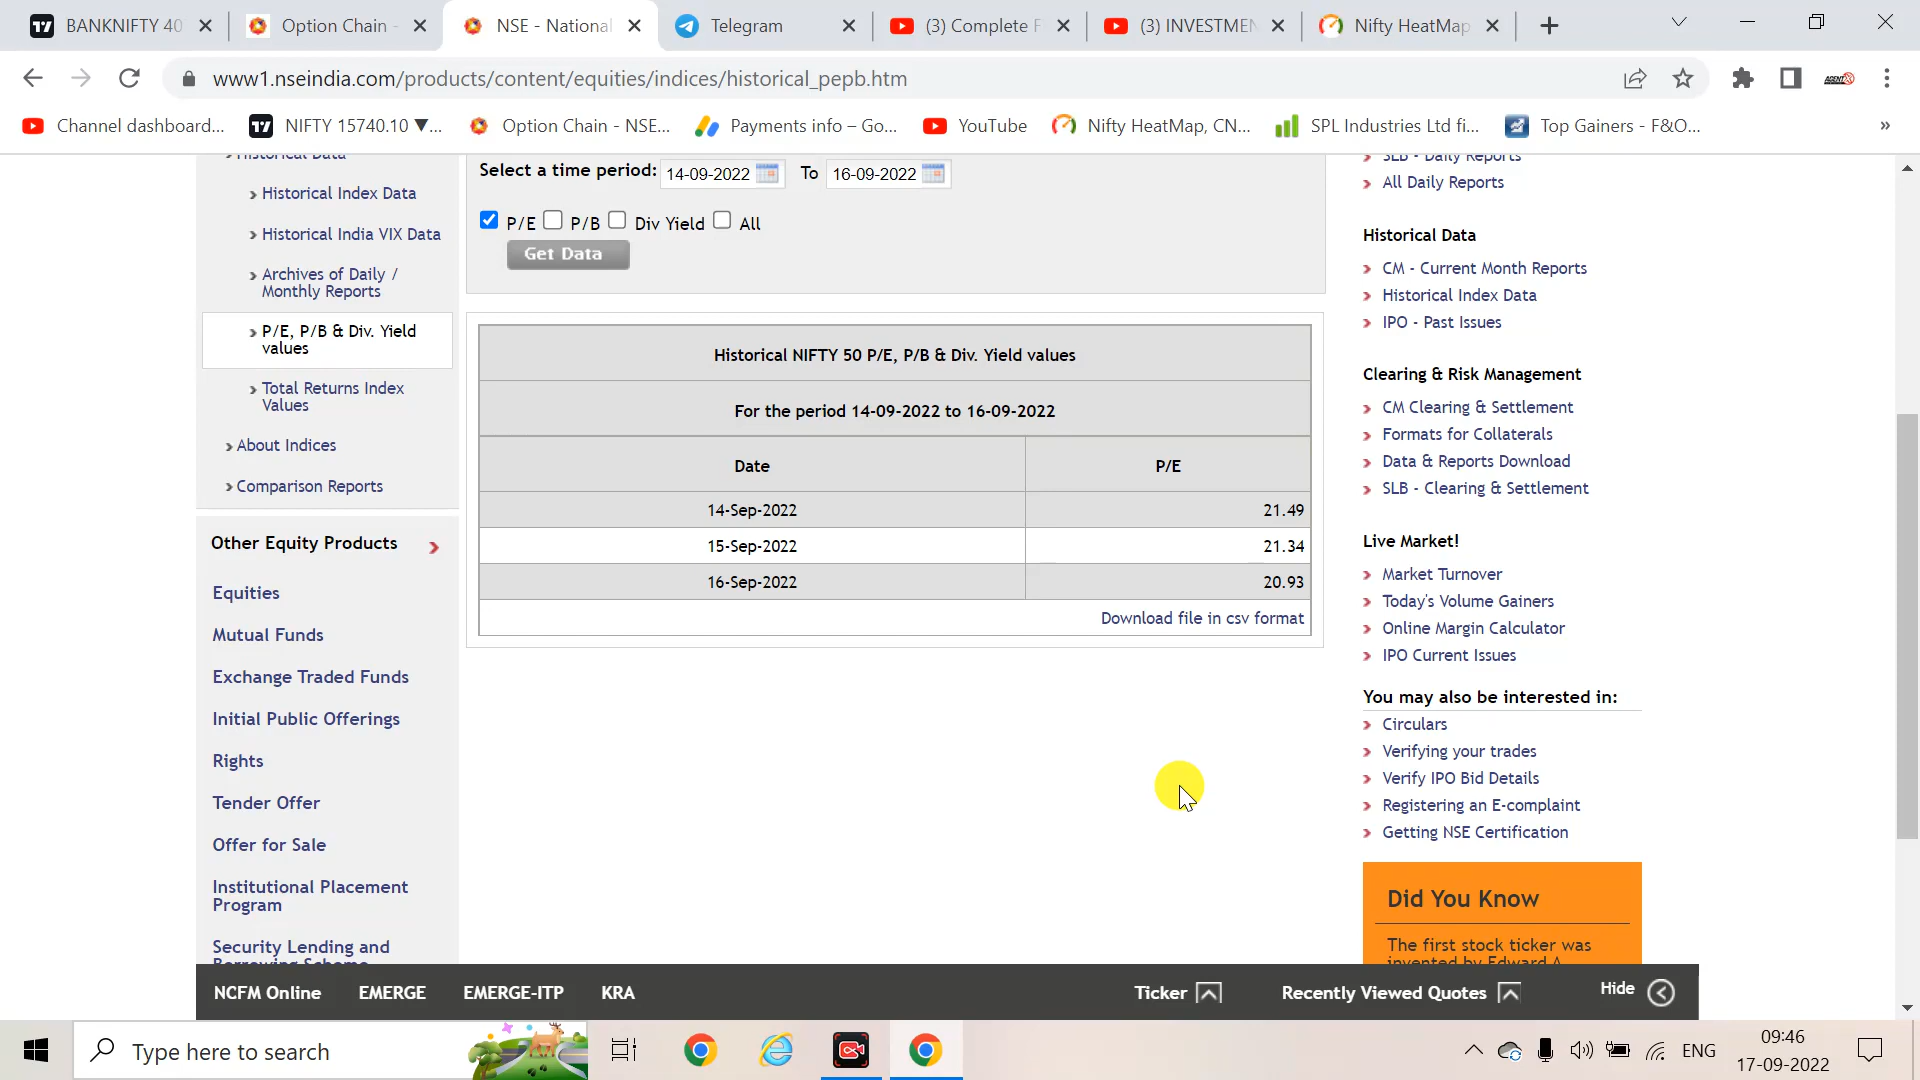 BANKNIFTY 40
Option Chain -
NSE - National
Telegram
(3) Complete F
(3) INVESTMEN
Nifty HeatMap
www1.nseindia.com/products/content/equities/indices/historical_pepb.htm
Channel dashboard...
NIFTY 15740.10 ▼...
Option Chain - NSE...
Payments info – Go...
YouTube
Nifty HeatMap, CN...
SPL Industries Ltd fi...
Top Gainers - F&O...
»
Historical Data
Historical Index Data
Historical India VIX Data
Archives of Daily /
Monthly Reports
P/E, P/B & Div. Yield
values
Total Returns Index
Values
About Indices
Comparison Reports
Other Equity Products
Equities
Mutual Funds
Exchange Traded Funds
Initial Public Offerings
Rights
Tender Offer
Offer for Sale
Institutional Placement
Program
Security Lending and
Borrowing Scheme
Select a time period: 14-09-2022 To 16-09-2022
P/E P/B Div Yield All
Get Data
Historical NIFTY 50 P/E, P/B & Div. Yield values
For the period 14-09-2022 to 16-09-2022
Date P/E
14-Sep-2022 21.49
15-Sep-2022 21.34
16-Sep-2022 20.93
Download file in csv format
SLB - Daily Reports
All Daily Reports
Historical Data
CM - Current Month Reports
Historical Index Data
IPO - Past Issues
Clearing & Risk Management
CM Clearing & Settlement
Formats for Collaterals
Data & Reports Download
SLB - Clearing & Settlement
Live Market!
Market Turnover
Today's Volume Gainers
Online Margin Calculator
IPO Current Issues
You may also be interested in:
Circulars
Verifying your trades
Verify IPO Bid Details
Registering an E-complaint
Getting NSE Certification
Did You Know
The first stock ticker was
invented by Edward A.
NCFM Online EMERGE EMERGE-ITP KRA Ticker Recently Viewed Quotes Hide
Type here to search
ENG
09:46
17-09-2022